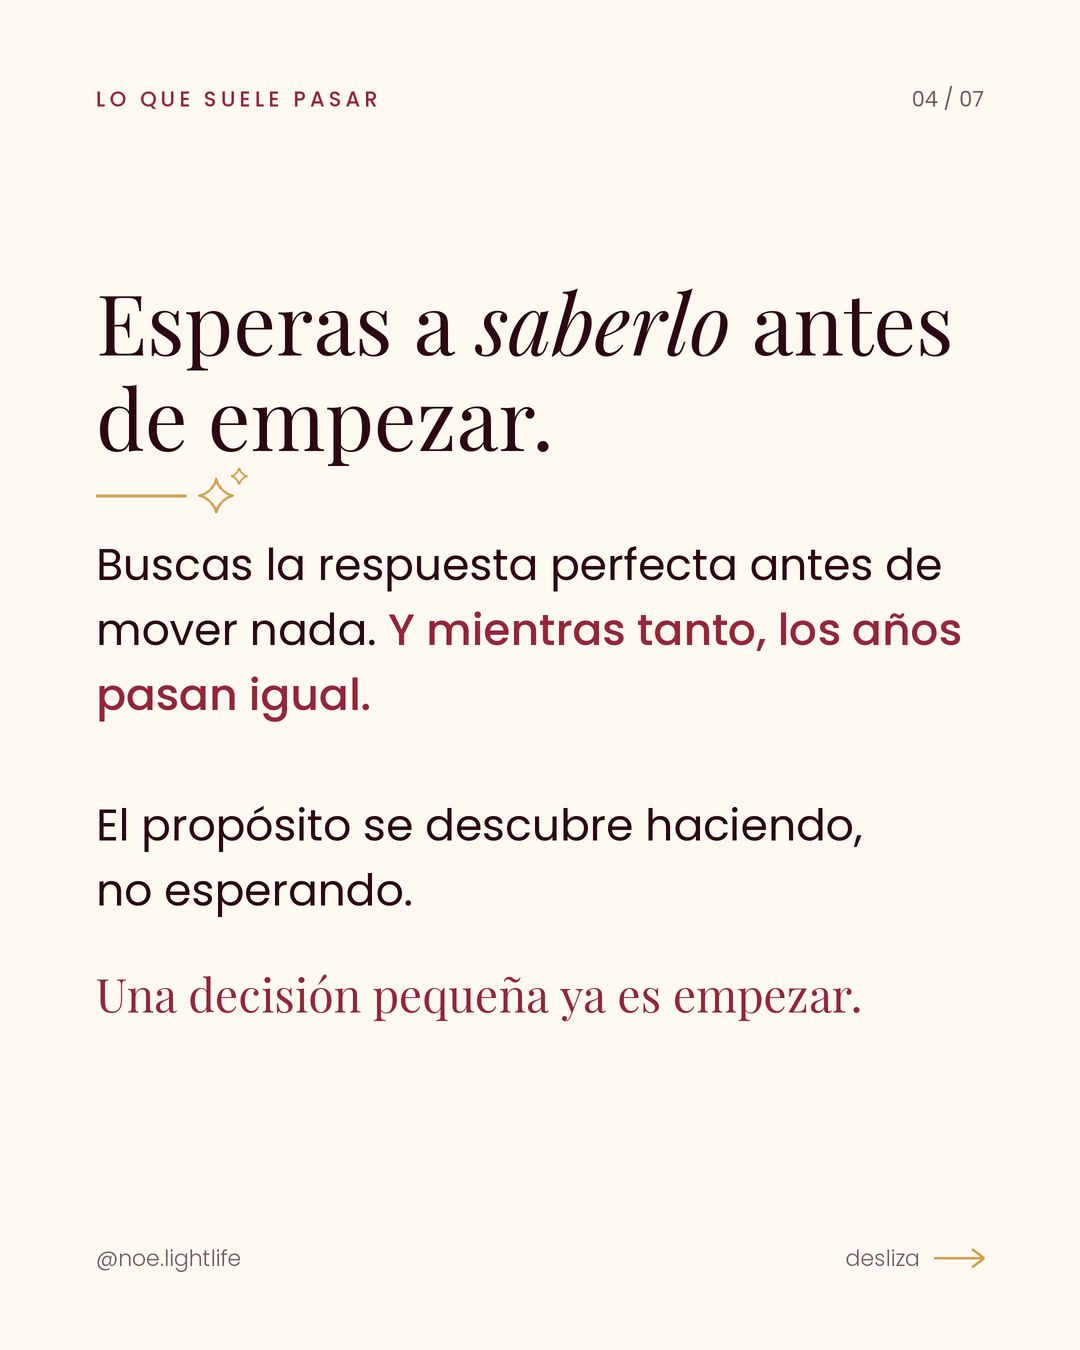 LO QUE SUELE PASAR
04 / 07
Esperas a saberlo antes
de empezar.
Buscas la respuesta perfecta antes de
mover nada. Y mientras tanto, los años
pasan igual.
El propósito se descubre haciendo,
no esperando.
Una decisión pequeña ya es empezar.
@noe.lightlife
desliza